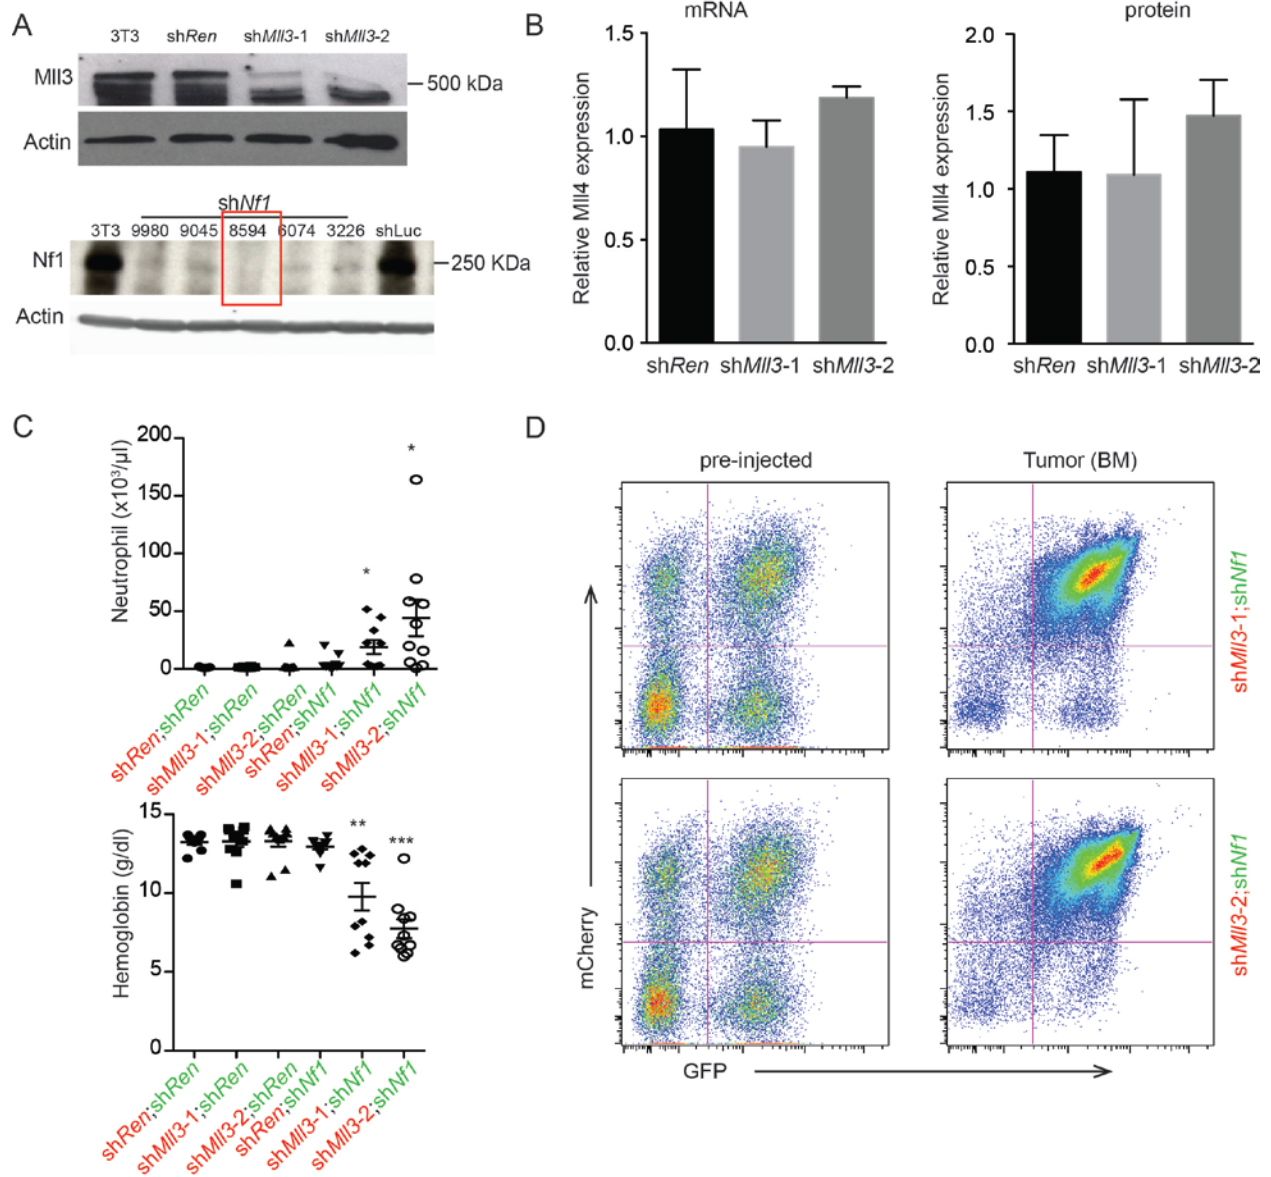 A
3T3 shRen shMll3-1 shMll3-2
Mll3
500 kDa
Actin
shNf1
3T3 9980 9045 8594 6074 3226 shLuc
Nf1
250 KDa
Actin
B
mRNA
Relative Mll4 expression
1.5
1.0
0.5
0.0
shRen shMll3-1 shMll3-2
protein
Relative Mll4 expression
2.0
1.5
1.0
0.5
0.0
shRen shMll3-1 shMll3-2
C
Neutrophil (x10³/µl)
200
150
100
50
0
*
*
shRen;shRen
shMll3-1;shRen
shMll3-2;shRen
shRen;shNf1
shMll3-1;shNf1
shMll3-2;shNf1
Hemoglobin (g/dl)
15
10
5
0
**
***
shRen;shRen
shMll3-1;shRen
shMll3-2;shRen
shRen;shNf1
shMll3-1;shNf1
shMll3-2;shNf1
D
pre-injected
Tumor (BM)
shMll3-1;shNf1
shMll3-2;shNf1
mCherry
GFP